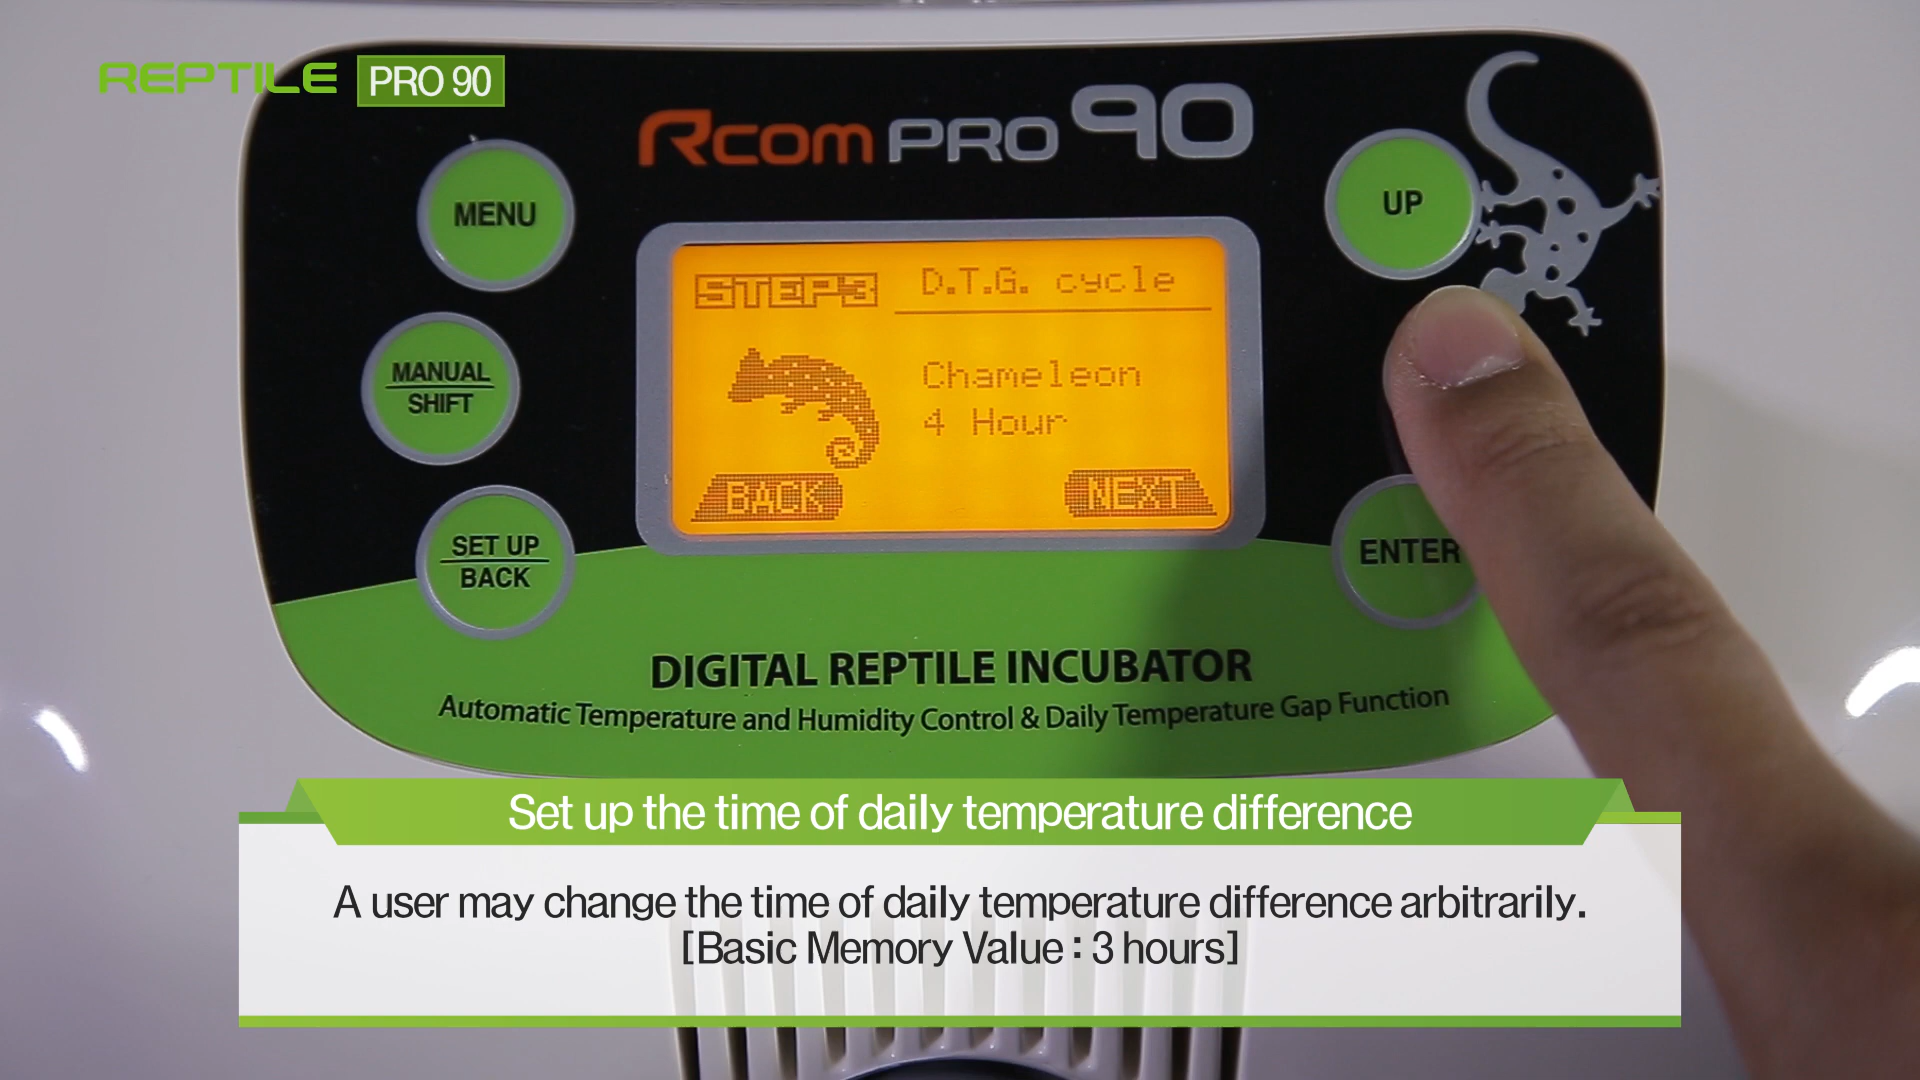 REPTILE PRO 90
Rcom PRO 90
MENU
UP
STEP3
D.T.G. cycle
MANUAL
SHIFT
Chameleon
4 Hour
BACK
NEXT
SET UP
BACK
ENTER
DIGITAL REPTILE INCUBATOR
Automatic Temperature and Humidity Control & Daily Temperature Gap Function
Set up the time of daily temperature difference
A user may change the time of daily temperature difference arbitrarily.
[Basic Memory Value : 3 hours]